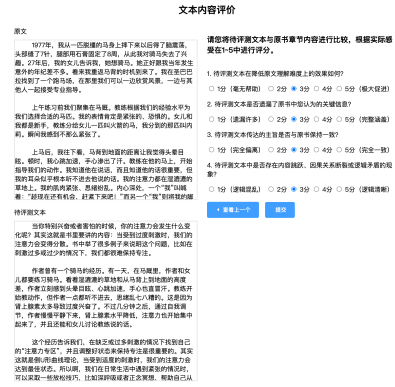 文本内容评价
原文
1977年，我从一匹脱缰的马身上摔下来以后得了脑震荡，
头部缝了7针，腿部用石膏固定了8周，从此我对骑马失去了兴
趣。27年后，我的女儿告诉我，她想骑马。她正好跟我当年发生
意外的年纪差不多。看来我重返马背的时机到来了。我在圣巴巴
拉找到了一个跑马场，在那里我们可以一边欣赏风景、一边与其
他人一起接受专业指导。
上午练习前我们聚集在马厩。教练根据我们的经验水平为
我们选择合适的马匹。我的表情肯定是紧张的、恐惧的。女儿和
我都是新手，教练分给女儿一匹叫火箭的马，我分到的那匹叫内
莉。瞬间我感到不那么紧张了。
上马后，我往下看，马背到地面的距离让我觉得头晕目
眩。顿时，我心跳加速，手心渗出了汗。教练在他的马上，开始
指导我们的动作。我知道他在说话，而且知道他的话很重要，但
我的耳朵似乎根本听不进去他说的话。我的注意力都在湿漉漉的
草地上。我的肌肉紧张、思绪纷乱。内心深处，一个“我”叫喊
着：“趁现在还有机会，赶紧下来吧！”而另一个“我”则将我的腿
待评测文本
当你特别兴奋或者害怕的时候，你的注意力会发生什么变
化呢？其实这就是书里要讲的内容：当受到过度刺激时，我们的
注意力会变得分散。书中举了很多例子来说明这个问题，比如在
刺激过多或过少的情况下，我们都很难保持专注。
作者曾有一个骑马的经历。有一天，在马厩里，作者和女
儿都要练习骑马。看着湿漉漉的草地和从马背上到地面的高度
差，作者立刻感到头晕目眩、心跳加速、手心也直冒汗。教练开
始教动作，但作者一点都听不进去，思绪乱七八糟的。这是因为
肾上腺素太多导致过度兴奋了。不过几分钟之后，通过自我调
节，作者慢慢平静下来，肾上腺素水平降低，注意力也开始集中
起来了，并且还能和女儿讨论教练说的话。
这个经历告诉我们，在缺乏或过多刺激的情况下找到自己
的“注意力专区”，并且调整好状态来保持专注是很重要的。其实
这就是倒U形曲线理论，当受到适度的刺激时，我们的注意力会
达到最佳状态。所以啊，我们在日常生活中遇到紧张的情况时，
可以采取一些放松技巧，比如深呼吸或者正念冥想，帮助自己从
请您将待评测文本与原书章节内容进行比较，根据实际感
受在1~5中进行评分。
1. 待评测文本在降低原文理解难度上的效果如何？
1分（毫无帮助） 2分 3分 4分 5分（极大促进）
2. 待评测文本是否遗漏了原书中您认为的关键信息？
1分（遗漏许多） 2分 3分 4分 5分（完整涵盖）
3. 待评测文本传达的主旨是否与原书保持一致？
1分（完全偏离） 2分 3分 4分 5分（完全一致）
4. 待评测文本中是否存在内容跳跃、因果关系断裂或逻辑矛盾的现
象？
1分（逻辑混乱） 2分 3分 4分 5分（逻辑清晰）
查看上一个 提交